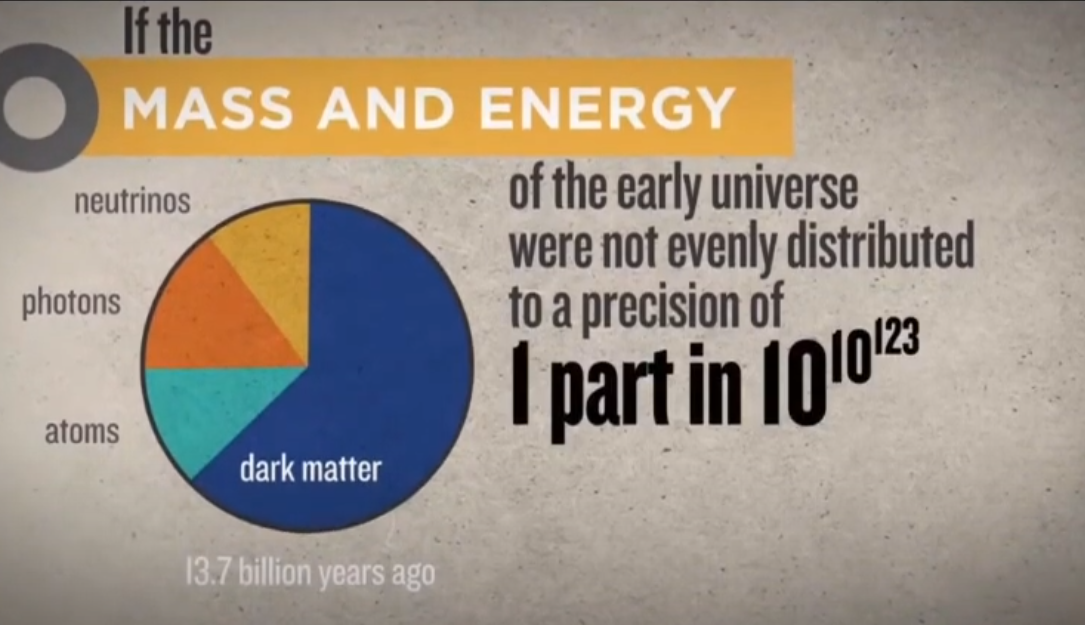 If the
MASS AND ENERGY
of the early universe
were not evenly distributed
to a precision of
1 part in 10^10^123
neutrinos
photons
atoms
dark matter
13.7 billion years ago